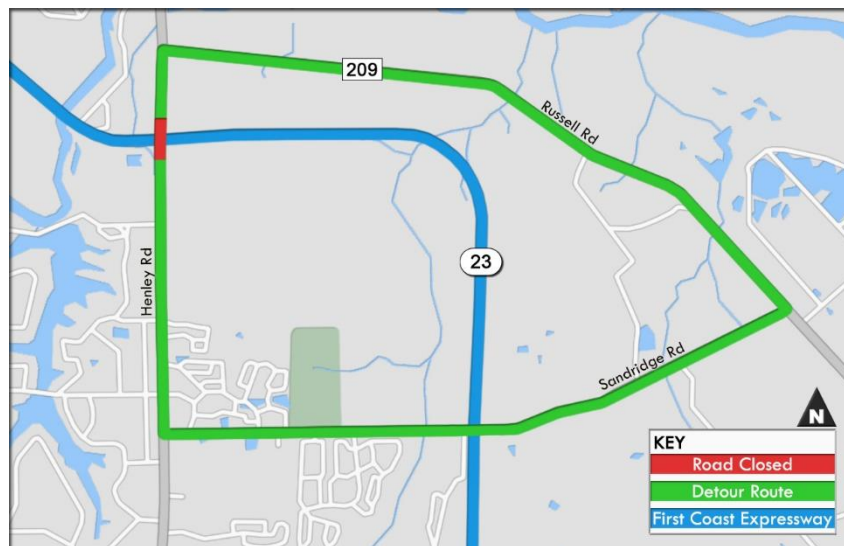 209
Russell Rd
Henley Rd
23
Sandridge Rd
N
KEY
Road Closed
Detour Route
First Coast Expressway